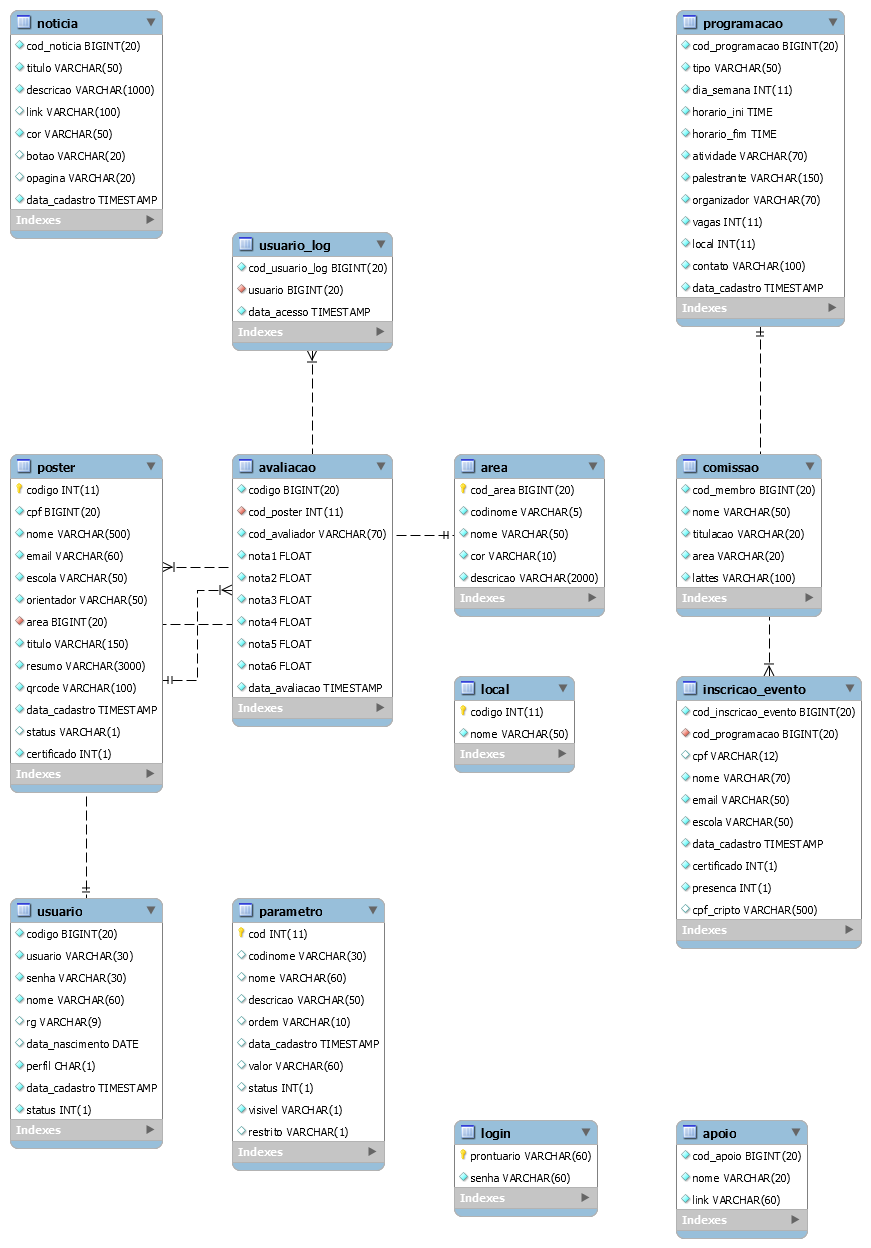 noticia
cod_noticia BIGINT(20)
titulo VARCHAR(50)
descricao VARCHAR(1000)
link VARCHAR(100)
cor VARCHAR(50)
botao VARCHAR(20)
opagina VARCHAR(20)
data_cadastro TIMESTAMP
Indexes
programacao
cod_programacao BIGINT(20)
tipo VARCHAR(50)
dia_semana INT(11)
horario_ini TIME
horario_fim TIME
atividade VARCHAR(70)
palestrante VARCHAR(150)
organizador VARCHAR(70)
vagas INT(11)
local INT(11)
contato VARCHAR(100)
data_cadastro TIMESTAMP
Indexes
usuario_log
cod_usuario_log BIGINT(20)
usuario BIGINT(20)
data_acesso TIMESTAMP
Indexes
poster
codigo INT(11)
cpf BIGINT(20)
nome VARCHAR(500)
email VARCHAR(60)
escola VARCHAR(50)
orientador VARCHAR(50)
area BIGINT(20)
titulo VARCHAR(150)
resumo VARCHAR(3000)
qrcode VARCHAR(100)
data_cadastro TIMESTAMP
status VARCHAR(1)
certificado INT(1)
Indexes
avaliacao
codigo BIGINT(20)
cod_poster INT(11)
cod_avaliador VARCHAR(70)
nota1 FLOAT
nota2 FLOAT
nota3 FLOAT
nota4 FLOAT
nota5 FLOAT
nota6 FLOAT
data_avaliacao TIMESTAMP
Indexes
area
cod_area BIGINT(20)
codinome VARCHAR(5)
nome VARCHAR(50)
cor VARCHAR(10)
descricao VARCHAR(2000)
Indexes
comissao
cod_membro BIGINT(20)
nome VARCHAR(50)
titulacao VARCHAR(20)
area VARCHAR(20)
lattes VARCHAR(100)
Indexes
local
codigo INT(11)
nome VARCHAR(50)
Indexes
inscricao_evento
cod_inscricao_evento BIGINT(20)
cod_programacao BIGINT(20)
cpf VARCHAR(12)
nome VARCHAR(70)
email VARCHAR(50)
escola VARCHAR(50)
data_cadastro TIMESTAMP
certificado INT(1)
presenca INT(1)
cpf_cripto VARCHAR(500)
Indexes
usuario
codigo BIGINT(20)
usuario VARCHAR(30)
senha VARCHAR(30)
nome VARCHAR(60)
rg VARCHAR(9)
data_nascimento DATE
perfil CHAR(1)
data_cadastro TIMESTAMP
status INT(1)
Indexes
parametro
cod INT(11)
codinome VARCHAR(30)
nome VARCHAR(60)
descricao VARCHAR(50)
ordem VARCHAR(10)
data_cadastro TIMESTAMP
valor VARCHAR(60)
status INT(1)
visivel VARCHAR(1)
restrito VARCHAR(1)
Indexes
login
prontuario VARCHAR(60)
senha VARCHAR(60)
Indexes
apoio
cod_apoio BIGINT(20)
nome VARCHAR(20)
link VARCHAR(60)
Indexes